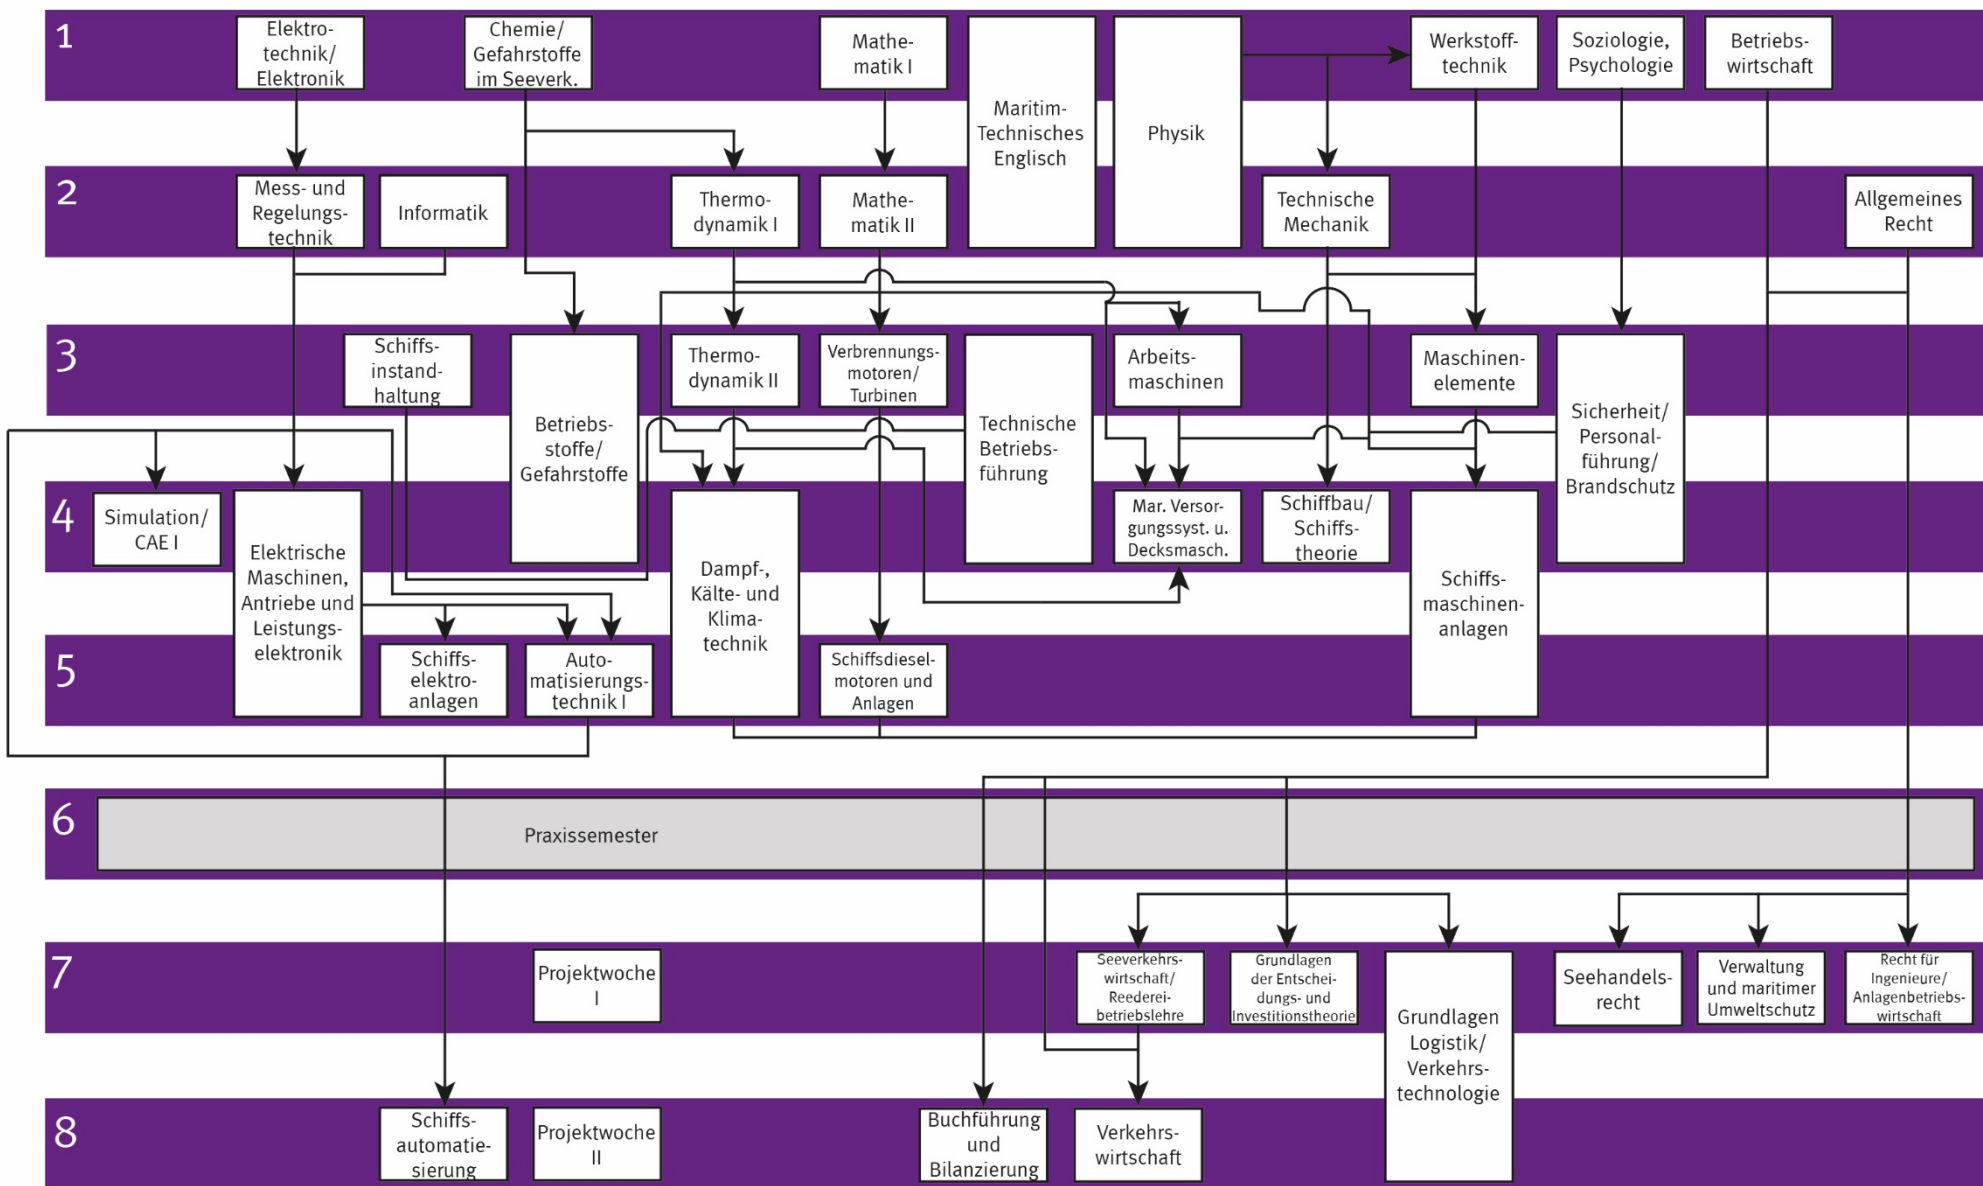 1
Elektro-
technik/
Elektronik
Chemie/
Gefahrstoffe
im Seeverk.
Mathe-
matik I
Maritim-
Technisches
Englisch
Physik
Werkstoff-
technik
Soziologie,
Psychologie
Betriebs-
wirtschaft
2
Mess- und
Regelungs-
technik
Informatik
Thermo-
dynamik I
Mathe-
matik II
Technische
Mechanik
Allgemeines
Recht
3
Schiffs-
instand-
haltung
Betriebs-
stoffe/
Gefahrstoffe
Thermo-
dynamik II
Verbrennungs-
motoren/
Turbinen
Technische
Betriebs-
führung
Arbeits-
maschinen
Maschinen-
elemente
Sicherheit/
Personal-
führung/
Brandschutz
4
Simulation/
CAE I
Elektrische
Maschinen,
Antriebe und
Leistungs-
elektronik
Dampf-,
Kälte- und
Klima-
technik
Mar. Versor-
gungssyst. u.
Decksmasch.
Schiffbau/
Schiffs-
theorie
Schiffs-
maschinen-
anlagen
5
Schiffs-
elektro-
anlagen
Auto-
matisierungs-
technik I
Schiffsdiesel-
motoren und
Anlagen
6
Praxissemester
7
Projektwoche
I
Seeverkehrs-
wirtschaft/
Reederei-
betriebslehre
Grundlagen
der Entschei-
dungs- und
Investitionstheorie
Grundlagen
Logistik/
Verkehrs-
technologie
Seehandels-
recht
Verwaltung
und maritimer
Umweltschutz
Recht für
Ingenieure/
Anlagenbetriebs-
wirtschaft
8
Schiffs-
automatie-
sierung
Projektwoche
II
Buchführung
und
Bilanzierung
Verkehrs-
wirtschaft